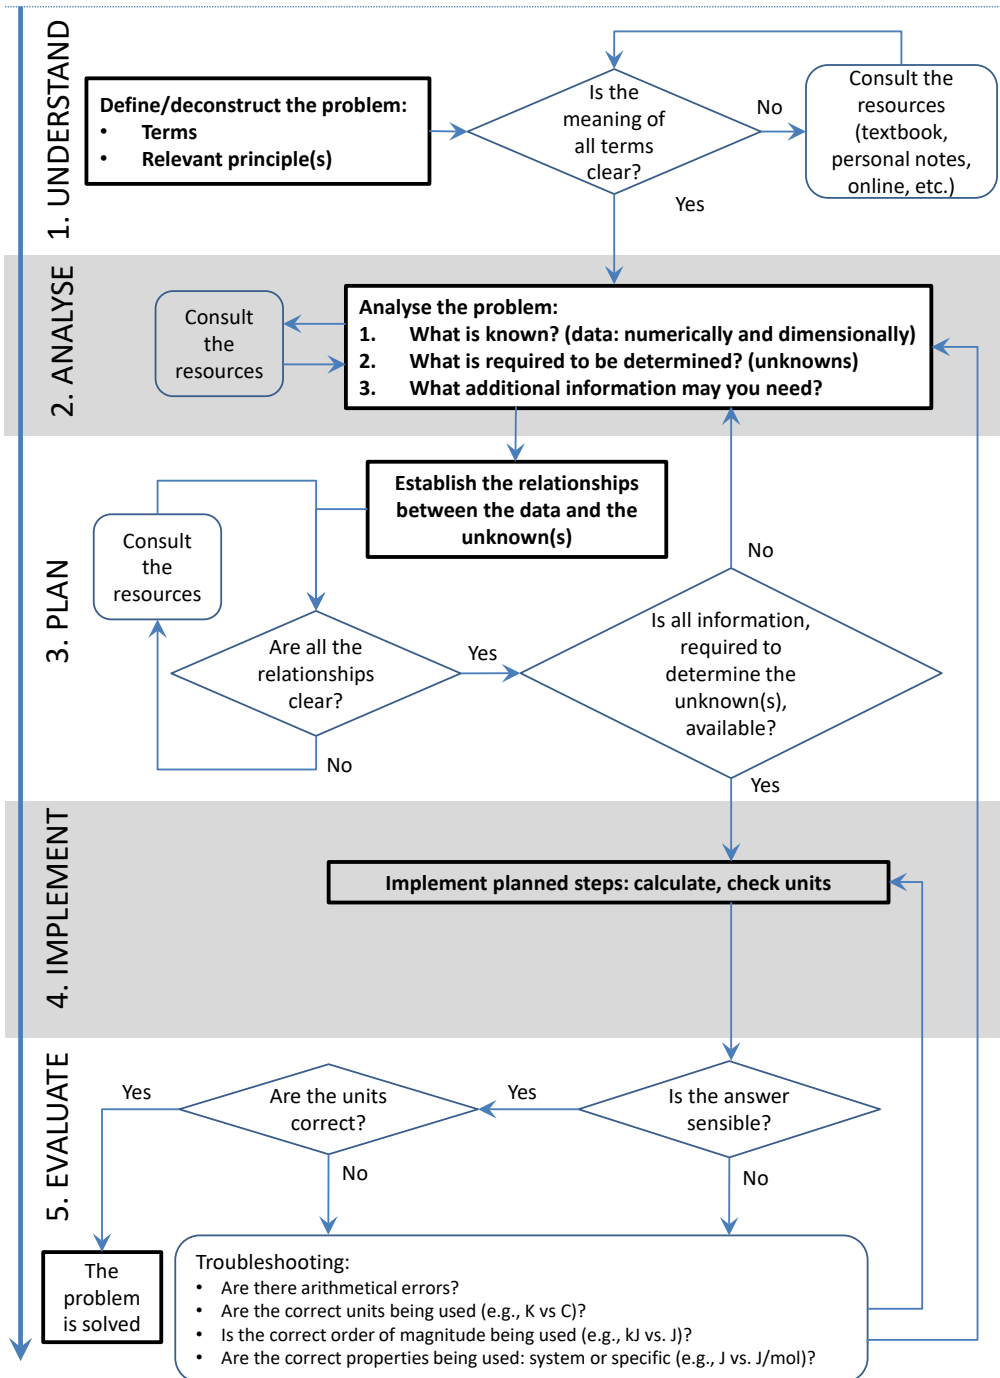 1. UNDERSTAND
Define/deconstruct the problem:
• Terms
• Relevant principle(s)
Is the
meaning of
all terms
clear?
No
Consult the
resources
(textbook,
personal notes,
online, etc.)
Yes
2. ANALYSE
Consult
the
resources
Analyse the problem:
1. What is known? (data: numerically and dimensionally)
2. What is required to be determined? (unknowns)
3. What additional information may you need?
3. PLAN
Establish the relationships
between the data and the
unknown(s)
Consult
the
resources
No
Are all the
relationships
clear?
Yes
Is all information,
required to
determine the
unknown(s),
available?
No
Yes
4. IMPLEMENT
Implement planned steps: calculate, check units
5. EVALUATE
Yes
Are the units
correct?
Yes
Is the answer
sensible?
No
No
The
problem
is solved
Troubleshooting:
• Are there arithmetical errors?
• Are the correct units being used (e.g., K vs C)?
• Is the correct order of magnitude being used (e.g., kJ vs. J)?
• Are the correct properties being used: system or specific (e.g., J vs. J/mol)?